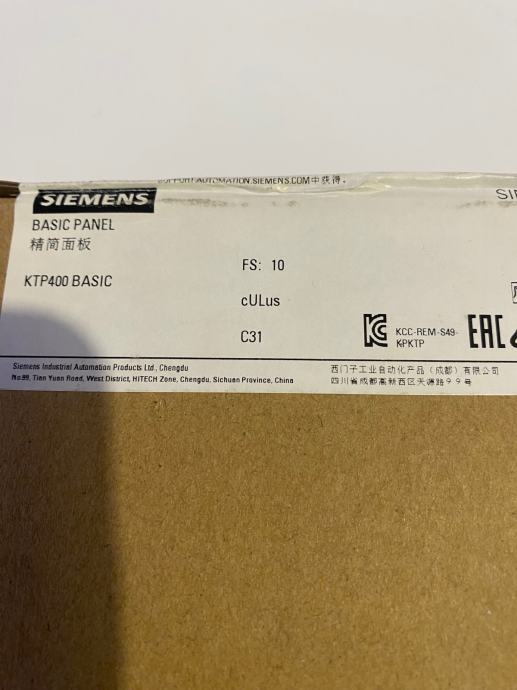 SUPPORT.AUTOMATION.SIEMENS.COM中获得。
SIEMENS
BASIC PANEL
精简面板
KTP400 BASIC
FS: 10
cULus
C31
KCC-REM-S49-
KPKTP
EAC
Siemens Industrial Automation Products Ltd., Chengdu
No.99, Tian Yuan Road, West District, HITECH Zone, Chengdu, Sichuan Province, China
西门子工业自动化产品（成都）有限公司
四川省成都高新西区天源路９９号